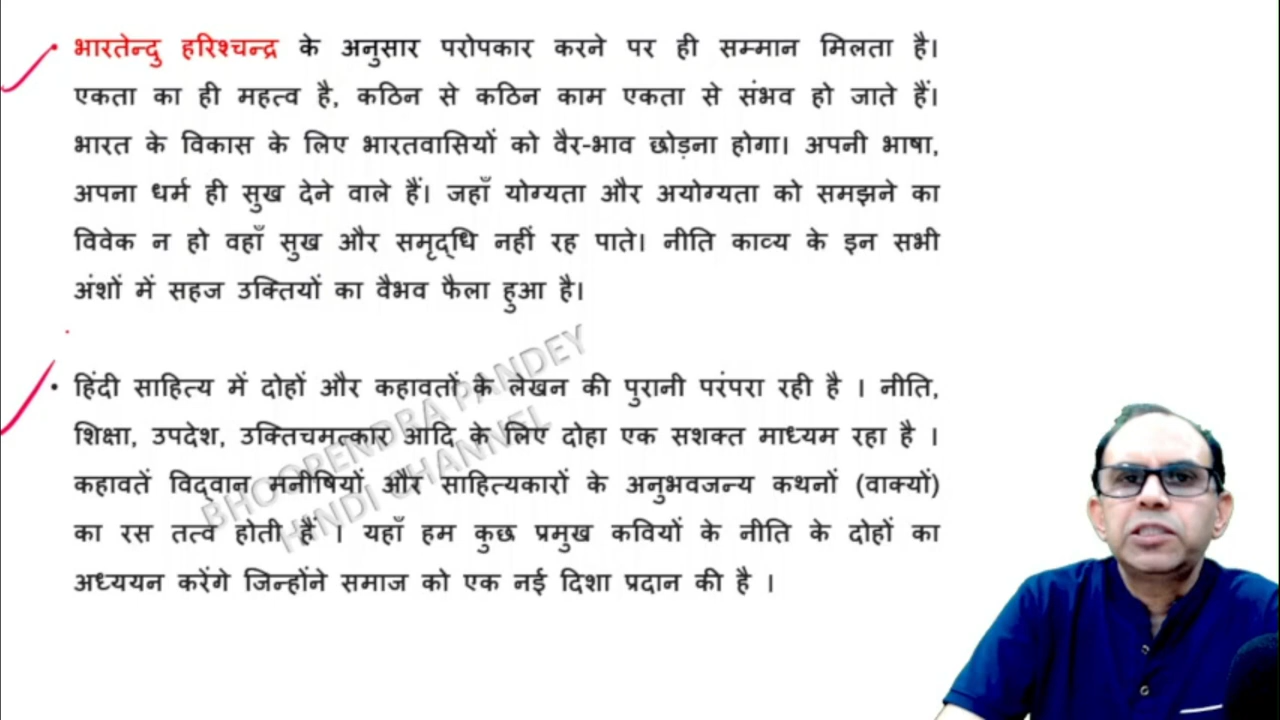 भारतेन्दु हरिश्चन्द्र के अनुसार परोपकार करने पर ही सम्मान मिलता है।
एकता का ही महत्व है, कठिन से कठिन काम एकता से संभव हो जाते हैं।
भारत के विकास के लिए भारतवासियों को वैर-भाव छोड़ना होगा। अपनी भाषा,
अपना धर्म ही सुख देने वाले हैं। जहाँ योग्यता और अयोग्यता को समझने का
विवेक न हो वहाँ सुख और समृद्धि नहीं रह पाते। नीति काव्य के इन सभी
अंशों में सहज उक्तियों का वैभव फैला हुआ है।
हिंदी साहित्य में दोहों और कहावतों के लेखन की पुरानी परंपरा रही है । नीति,
शिक्षा, उपदेश, उक्तिचमत्कार आदि के लिए दोहा एक सशक्त माध्यम रहा है ।
कहावतें विद्वान मनीषियों और साहित्यकारों के अनुभवजन्य कथनों (वाक्यों)
का रस तत्व होती हैं । यहाँ हम कुछ प्रमुख कवियों के नीति के दोहों का
अध्ययन करेंगे जिन्होंने समाज को एक नई दिशा प्रदान की है ।
BHOOPENDRA PANDEY
HINDI CHANNEL